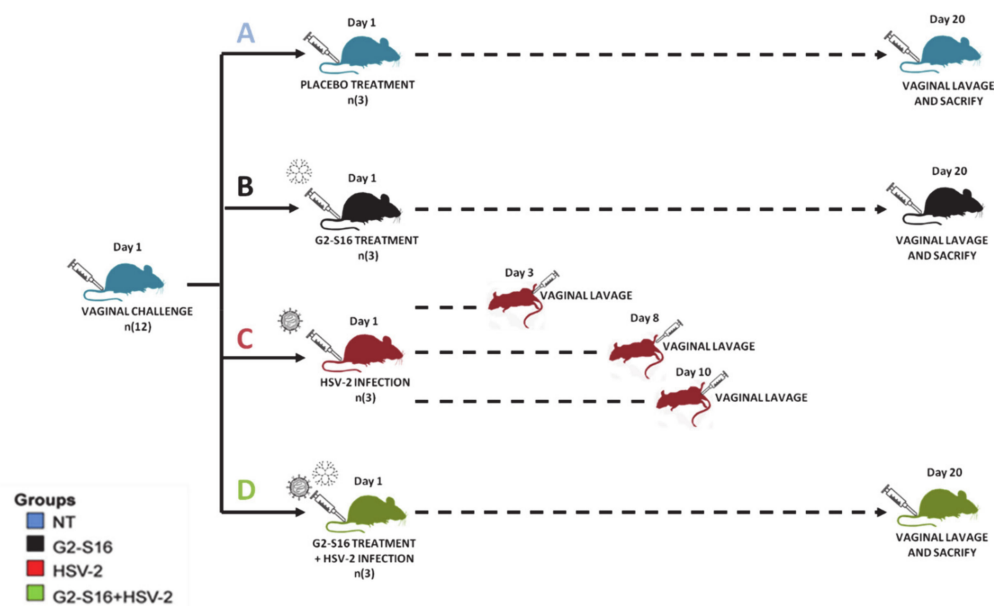 A
Day 1
PLACEBO TREATMENT
n(3)
Day 20
VAGINAL LAVAGE
AND SACRIFY
B
Day 1
G2-S16 TREATMENT
n(3)
Day 20
VAGINAL LAVAGE
AND SACRIFY
Day 1
VAGINAL CHALLENGE
n(12)
C
Day 1
HSV-2 INFECTION
n(3)
Day 3
VAGINAL LAVAGE
Day 8
VAGINAL LAVAGE
Day 10
VAGINAL LAVAGE
D
Day 1
G2-S16 TREATMENT
+ HSV-2 INFECTION
n(3)
Day 20
VAGINAL LAVAGE
AND SACRIFY
Groups
NT
G2-S16
HSV-2
G2-S16+HSV-2